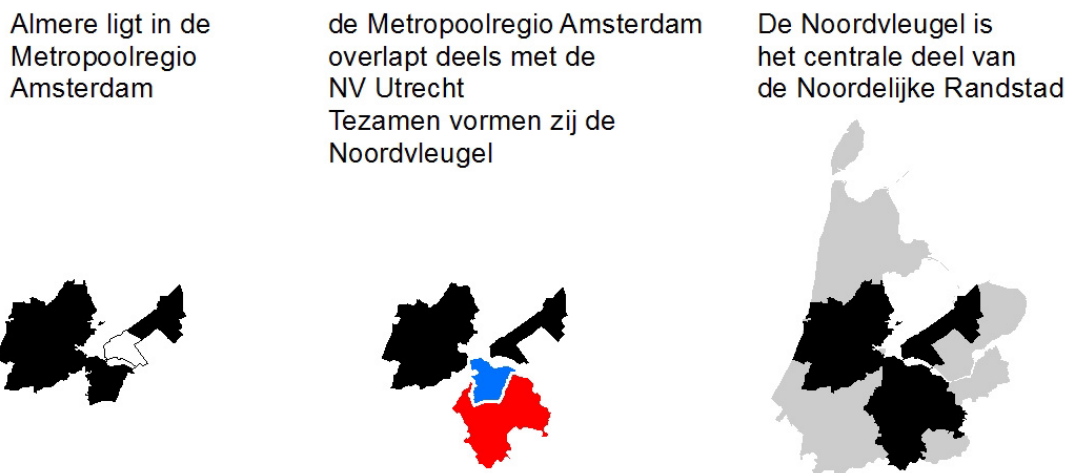 Almere ligt in de
Metropoolregio
Amsterdam
de Metropoolregio Amsterdam
overlapt deels met de
NV Utrecht
Tezamen vormen zij de
Noordvleugel
De Noordvleugel is
het centrale deel van
de Noordelijke Randstad